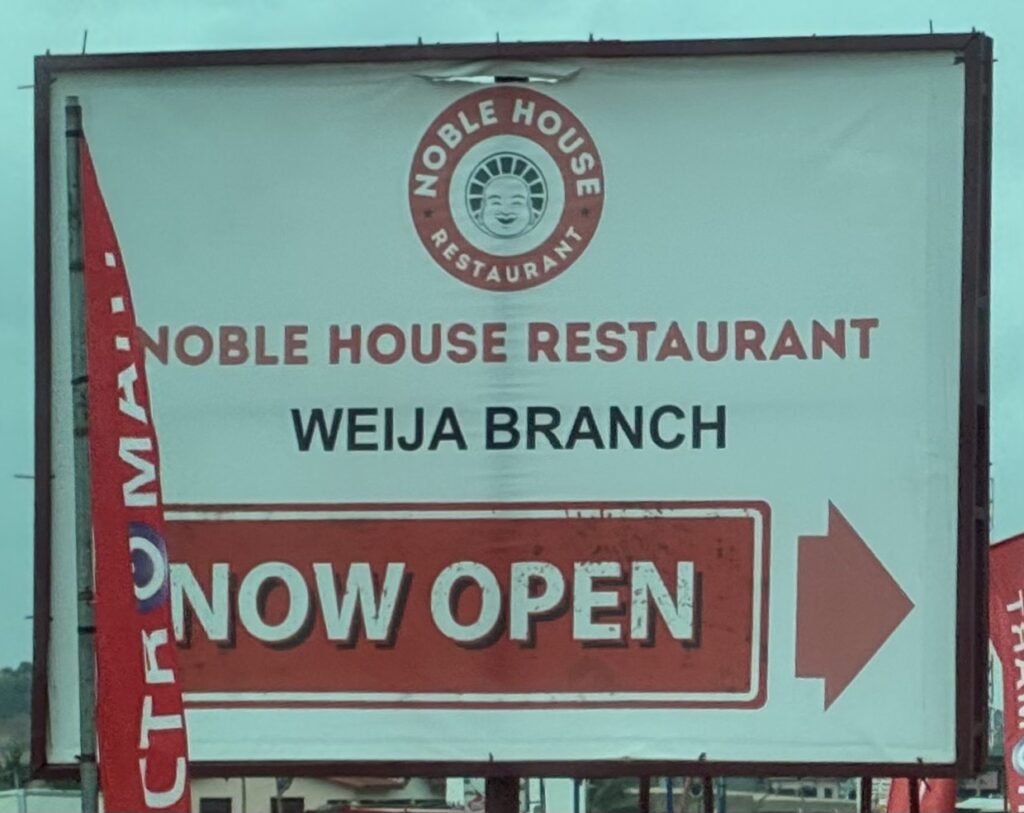 NOBLE HOUSE
RESTAURANT
NOBLE HOUSE RESTAURANT
WEIJA BRANCH
NOW OPEN